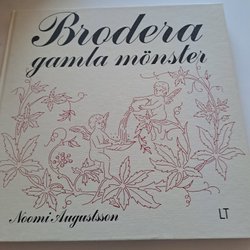 Brodera
gamla mönster
Noomi Augustsson
LT